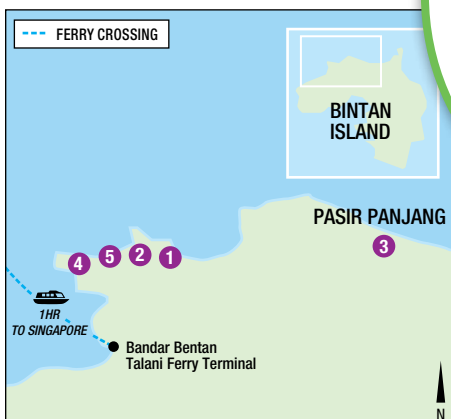 FERRY CROSSING
BINTAN
ISLAND
PASIR PANJANG
3
4
5
2
1
1HR
TO SINGAPORE
Bandar Bentan
Talani Ferry Terminal
N